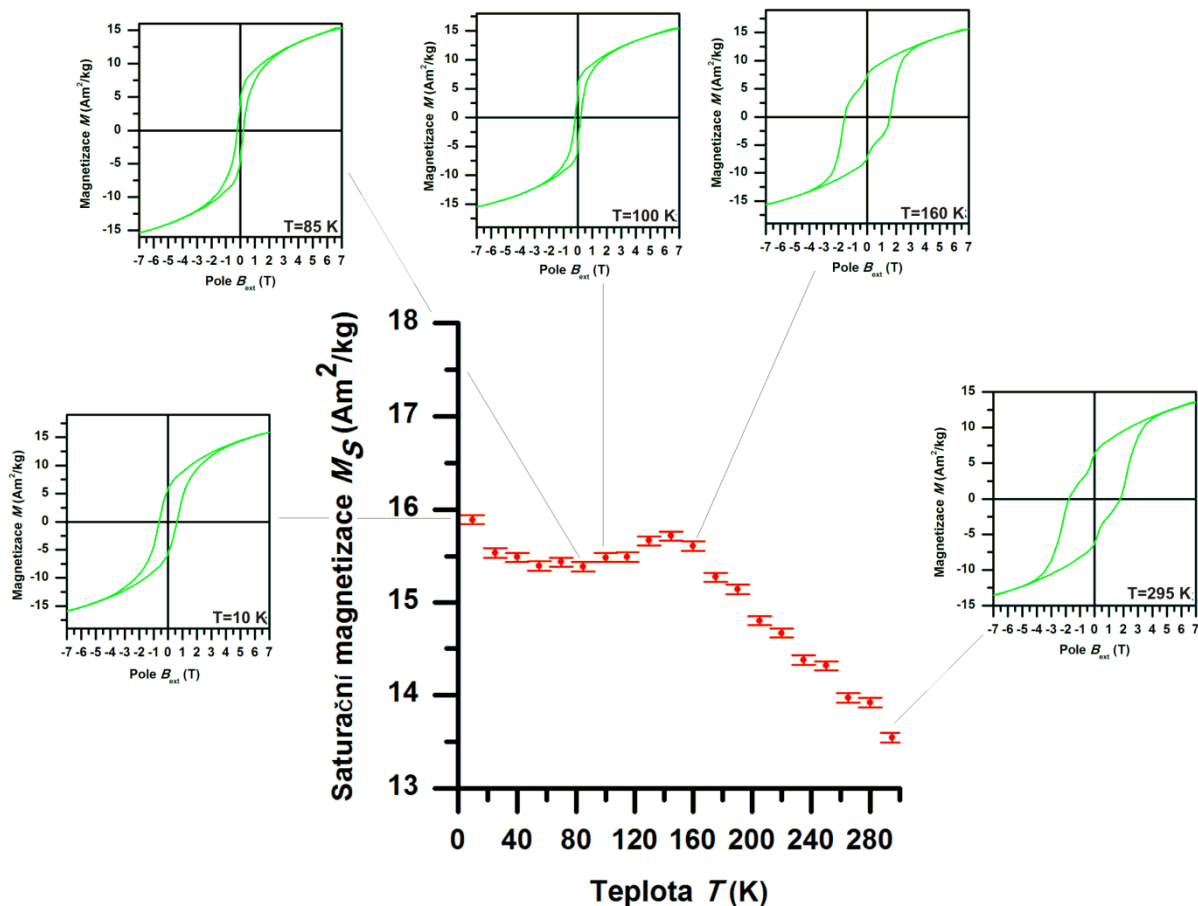 Magnetizace M (Am²/kg)
15
10
5
0
-5
-10
-15
T=85 K
-7 -6 -5 -4 -3 -2 -1 0 1 2 3 4 5 6 7
Pole Bext (T)
Magnetizace M (Am²/kg)
15
10
5
0
-5
-10
-15
T=100 K
-7 -6 -5 -4 -3 -2 -1 0 1 2 3 4 5 6 7
Pole Bext (T)
Magnetizace M (Am²/kg)
15
10
5
0
-5
-10
-15
T=160 K
-7 -6 -5 -4 -3 -2 -1 0 1 2 3 4 5 6 7
Pole Bext (T)
Magnetizace M (Am²/kg)
15
10
5
0
-5
-10
-15
T=10 K
-7 -6 -5 -4 -3 -2 -1 0 1 2 3 4 5 6 7
Pole Bext (T)
Saturační magnetizace MS (Am²/kg)
18
17
16
15
14
13
0 40 80 120 160 200 240 280
Teplota T (K)
Magnetizace M (Am²/kg)
15
10
5
0
-5
-10
-15
T=295 K
-7 -6 -5 -4 -3 -2 -1 0 1 2 3 4 5 6 7
Pole Bext (T)